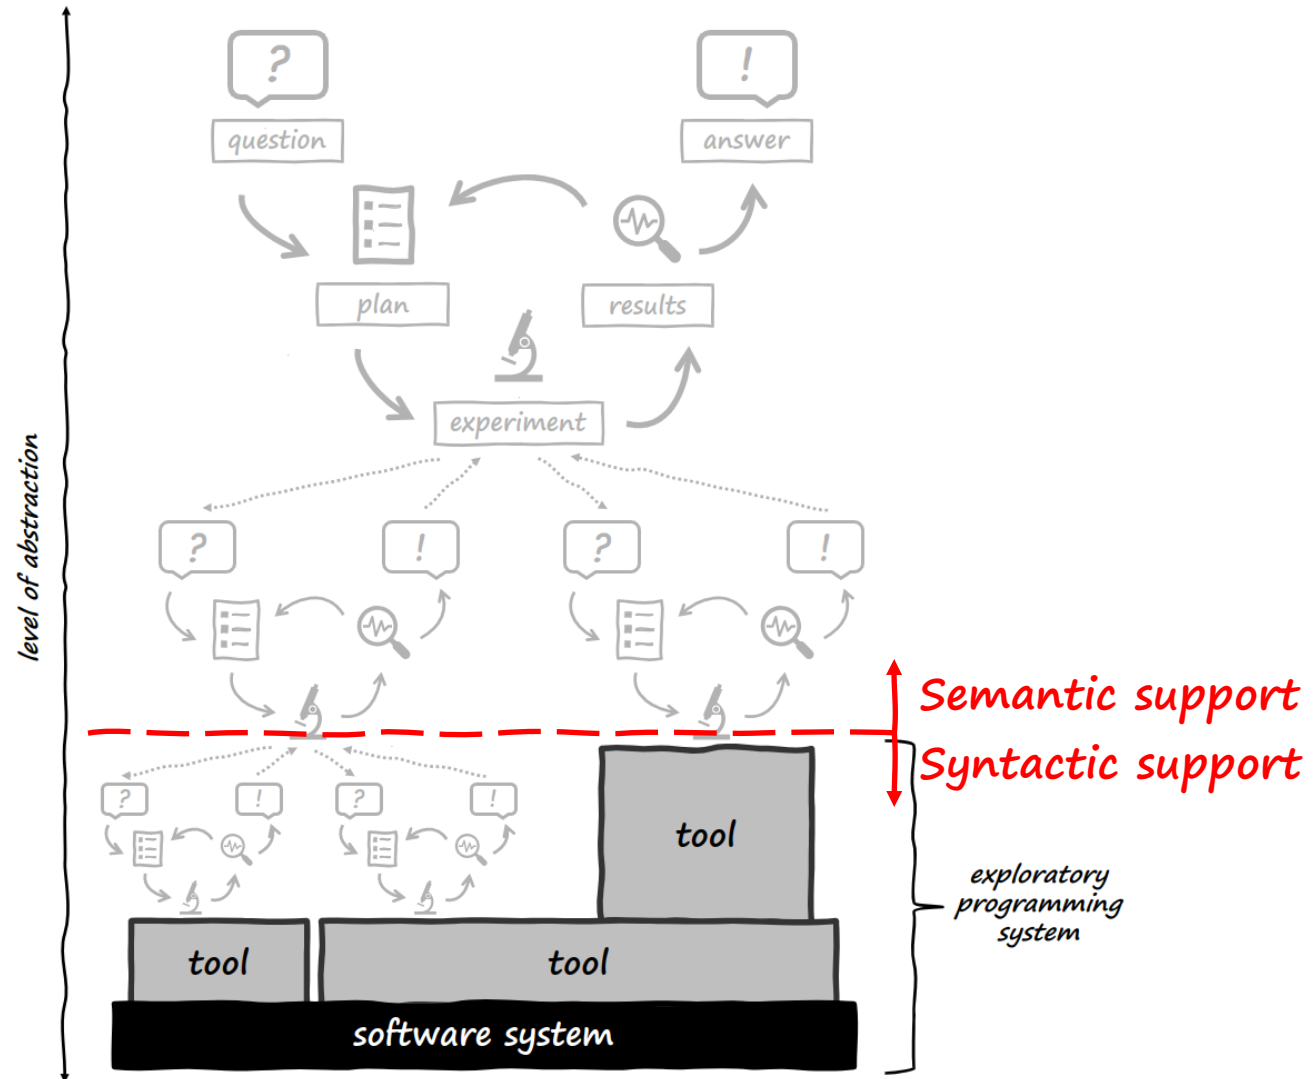 ?
!
question
answer
plan
results
experiment
level of abstraction
?
!
?
!
Semantic support
Syntactic support
?
!
?
!
tool
exploratory
programming
system
tool
tool
software system